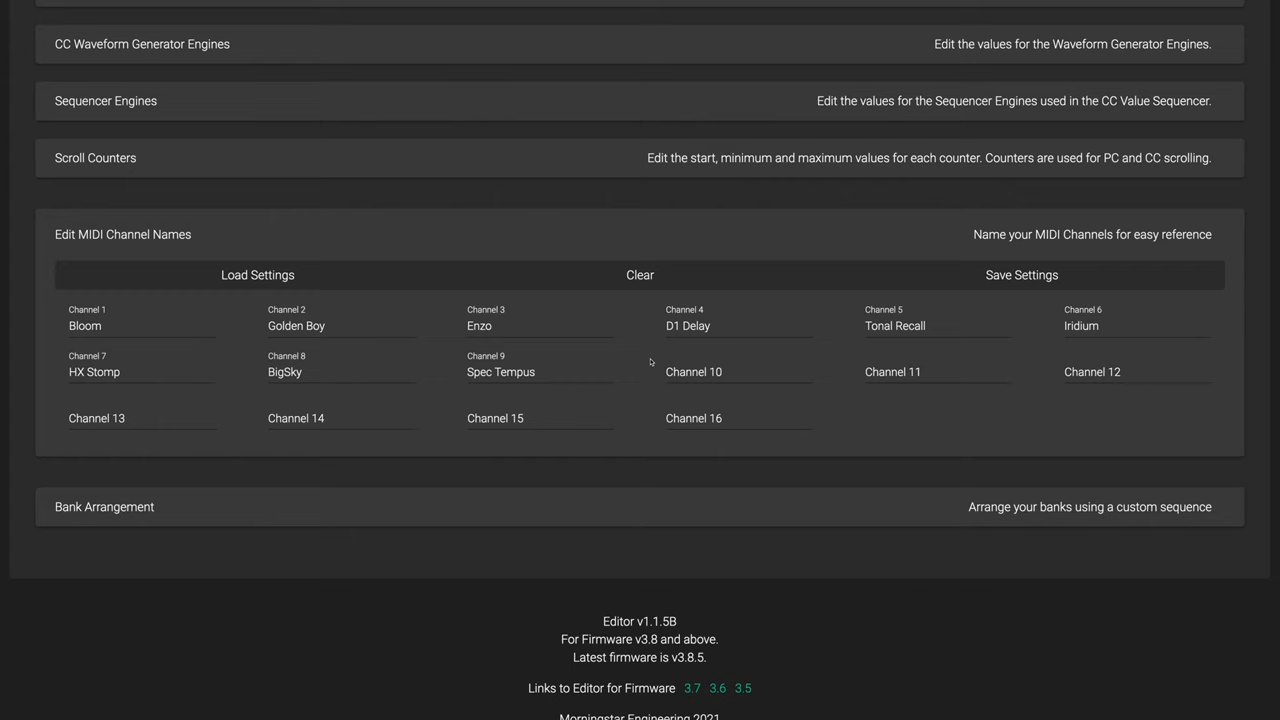 CC Waveform Generator Engines
Edit the values for the Waveform Generator Engines.
Sequencer Engines
Edit the values for the Sequencer Engines used in the CC Value Sequencer.
Scroll Counters
Edit the start, minimum and maximum values for each counter. Counters are used for PC and CC scrolling.
Edit MIDI Channel Names
Name your MIDI Channels for easy reference
Load Settings
Clear
Save Settings
Channel 1
Bloom
Channel 2
Golden Boy
Channel 3
Enzo
Channel 4
D1 Delay
Channel 5
Tonal Recall
Channel 6
Iridium
Channel 7
HX Stomp
Channel 8
BigSky
Channel 9
Spec Tempus
Channel 10
Channel 11
Channel 12
Channel 13
Channel 14
Channel 15
Channel 16
Bank Arrangement
Arrange your banks using a custom sequence
Editor v1.1.5B
For Firmware v3.8 and above.
Latest firmware is v3.8.5.
Links to Editor for Firmware 3.7 3.6 3.5
Morningstar Engineering 2021